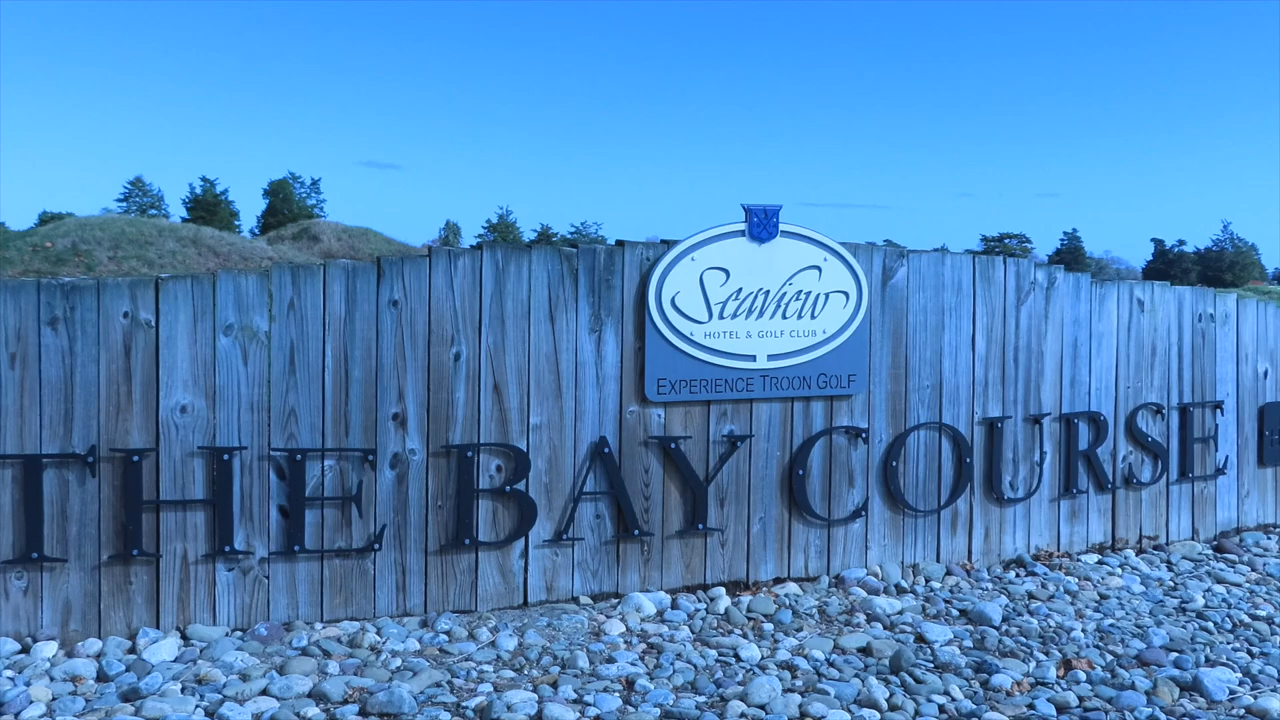 Seaview
HOTEL & GOLF CLUB
EXPERIENCE TROON GOLF
THE BAY COURSE